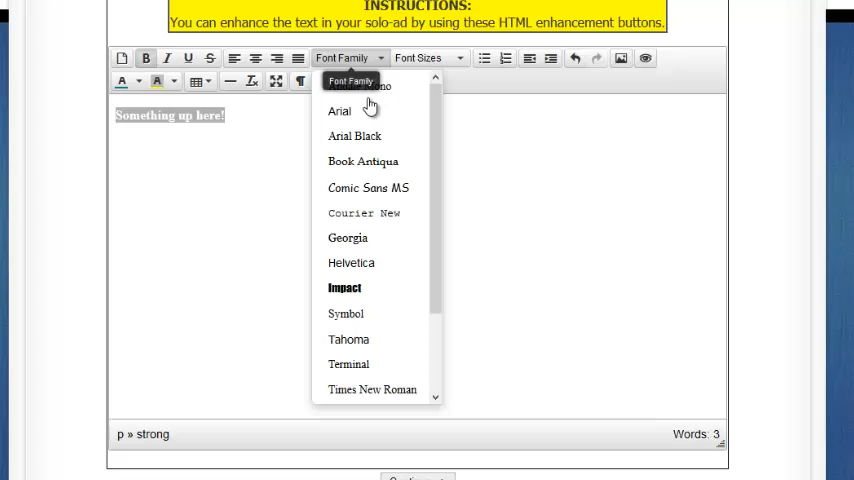 INSTRUCTIONS:
You can enhance the text in your solo-ad by using these HTML enhancement buttons.
B I U S Font Family Font Sizes
A A Font Family
Mono
Something up here!
Arial
Arial Black
Book Antiqua
Comic Sans MS
Courier New
Georgia
Helvetica
Impact
Symbol
Tahoma
Terminal
Times New Roman
p » strong Words: 3